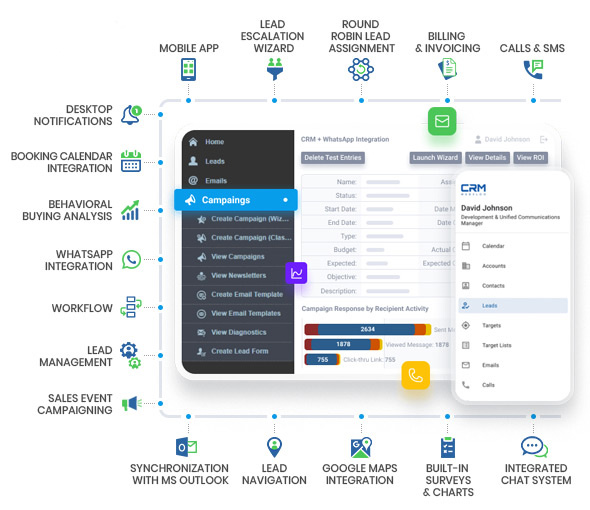 MOBILE APP
LEAD
ESCALATION
WIZARD
ROUND
ROBIN LEAD
ASSIGNMENT
BILLING
& INVOICING
CALLS & SMS
DESKTOP
NOTIFICATIONS
1
BOOKING CALENDAR
INTEGRATION
BEHAVIORAL
BUYING ANALYSIS
WHATSAPP
INTEGRATION
WORKFLOW
LEAD
MANAGEMENT
SALES EVENT
CAMPAIGNING
Home
Leads
@ Emails
Campaings
Create Campaign (Wiz...
Create Campaign (Clas...
View Campaigns
View Newsletters
Create Email Template
View Email Templates
View Diagnostics
Create Lead Form
CRM + WhatsApp Integration
David Johnson
Delete Test Entries
Launch Wizard
View Details
View ROI
Name:
Status:
Start Date:
Date M
End Date:
Date
Type:
Budget:
Actual
Expected:
Expected
Objective:
Description:
Campaign Response by Recipient Activity
2634
Sent
1878
Viewed Message: 1878
755
Click-thru Link :755
CRM
David Johnson
Development & Unified Communications
Manager
Calendar
Accounts
Contacts
Leads
Targets
Target Lists
Emails
Calls
SYNCHRONIZATION
WITH MS OUTLOOK
LEAD
NAVIGATION
GOOGLE MAPS
INTEGRATION
BUILT-IN
SURVEYS
& CHARTS
INTEGRATED
CHAT SYSTEM